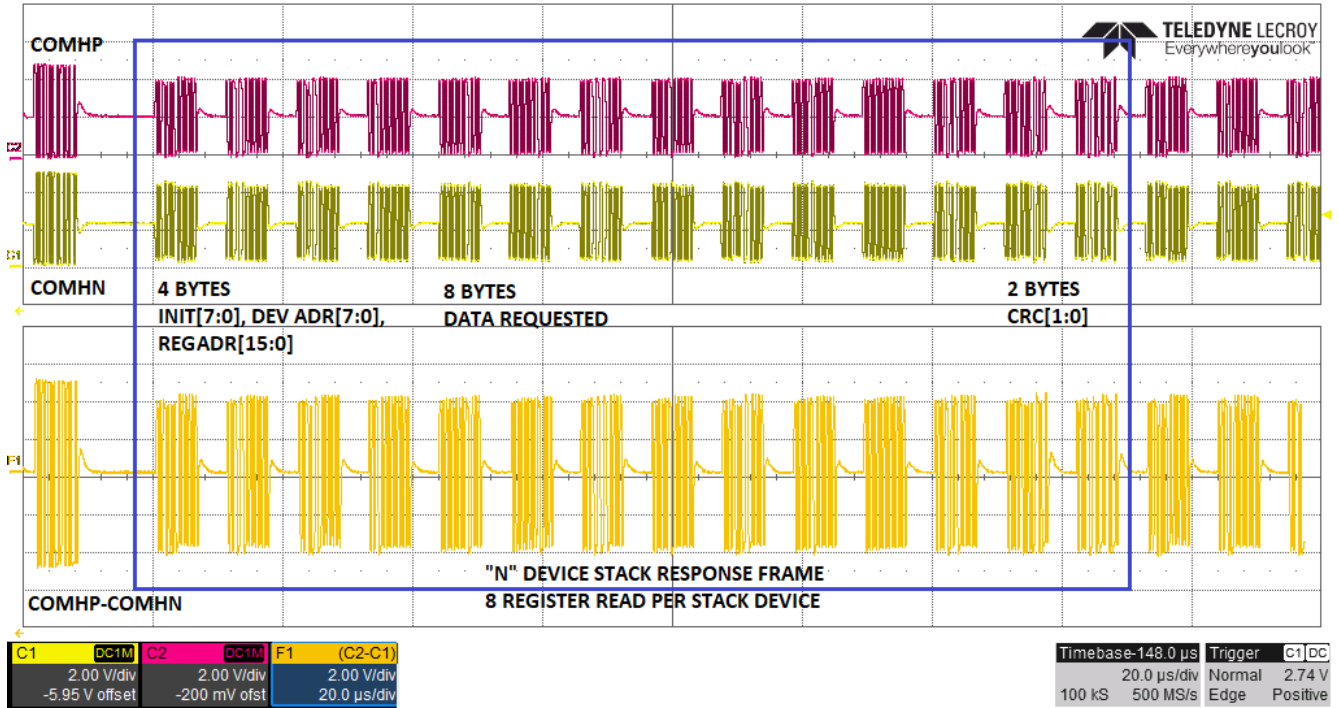 COMHP
TELEDYNE LECROY
Everywhereyoulook™
C2
C1
COMHN
4 BYTES
INIT[7:0], DEV ADR[7:0],
REGADR[15:0]
8 BYTES
DATA REQUESTED
2 BYTES
CRC[1:0]
F1
"N" DEVICE STACK RESPONSE FRAME
8 REGISTER READ PER STACK DEVICE
COMHP-COMHN
C1 DC1M
2.00 V/div
-5.95 V offset
C2 DC1M
2.00 V/div
-200 mV ofst
F1 (C2-C1)
2.00 V/div
20.0 µs/div
Timebase -148.0 µs
20.0 µs/div
100 kS 500 MS/s
Trigger C1 DC
Normal 2.74 V
Edge Positive